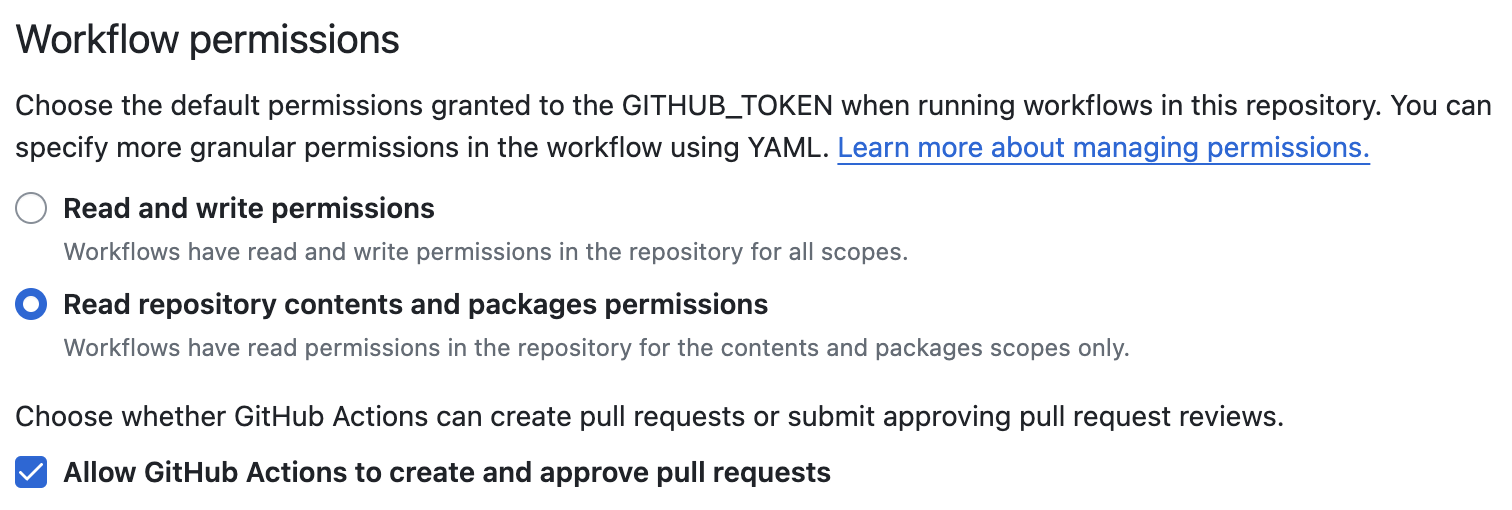 Workflow permissions
Choose the default permissions granted to the GITHUB_TOKEN when running workflows in this repository. You can
specify more granular permissions in the workflow using YAML. Learn more about managing permissions.
Read and write permissions
Workflows have read and write permissions in the repository for all scopes.
Read repository contents and packages permissions
Workflows have read permissions in the repository for the contents and packages scopes only.
Choose whether GitHub Actions can create pull requests or submit approving pull request reviews.
Allow GitHub Actions to create and approve pull requests